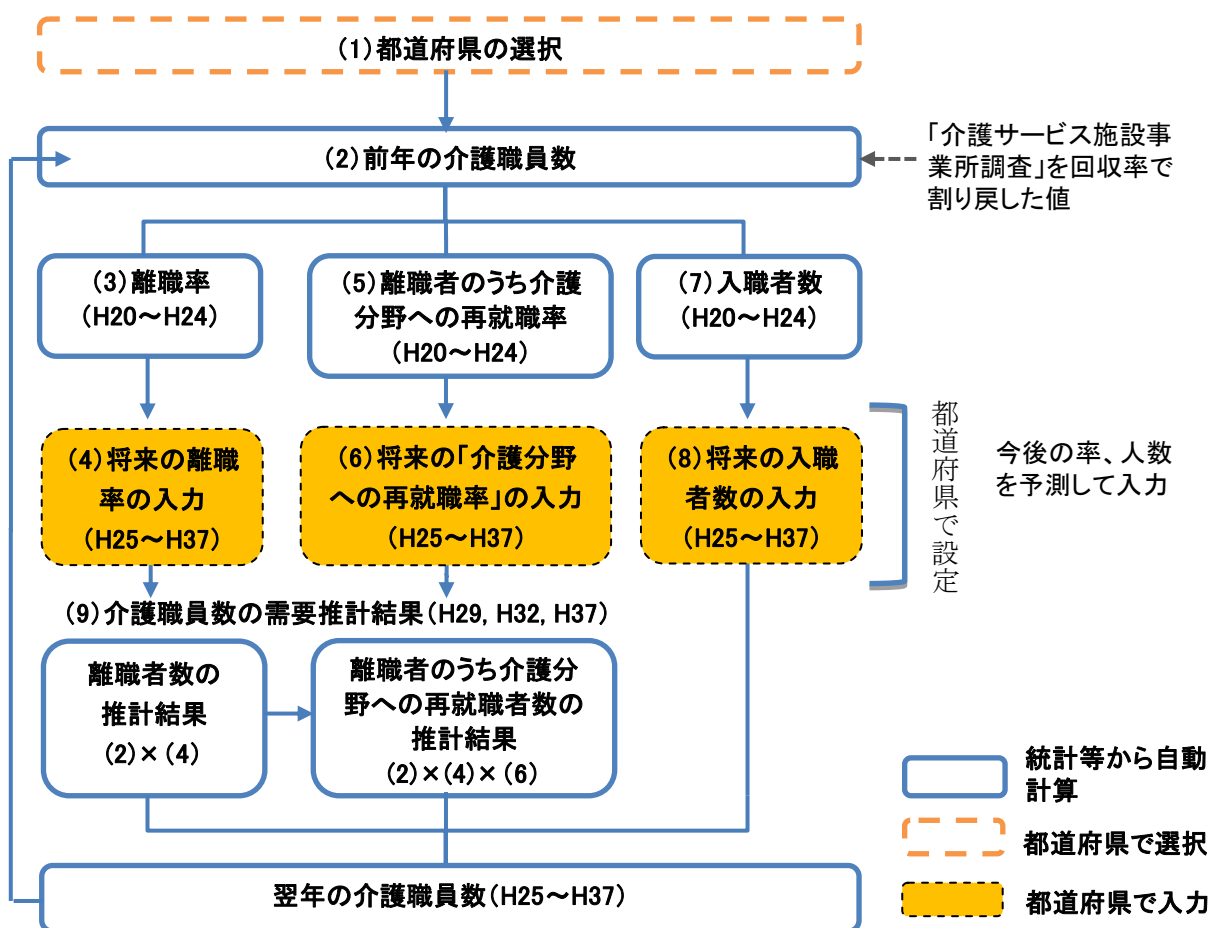 (1)都道府県の選択
(2)前年の介護職員数
「介護サービス施設事
業所調査」を回収率で
割り戻した値
(3)離職率
(H20～H24)
(5)離職者のうち介護
分野への再就職率
(H20～H24)
(7)入職者数
(H20～H24)
(4)将来の離職
率の入力
(H25～H37)
(6)将来の「介護分野
への再就職率」の入力
(H25～H37)
(8)将来の入職
者数の入力
(H25～H37)
都道府県で設定
今後の率、人数
を予測して入力
(9)介護職員数の需要推計結果(H29, H32, H37)
離職者数の
推計結果
(2)×(4)
離職者のうち介護分
野への再就職者数の
推計結果
(2)×(4)×(6)
翌年の介護職員数(H25～H37)
統計等から自動
計算
都道府県で選択
都道府県で入力